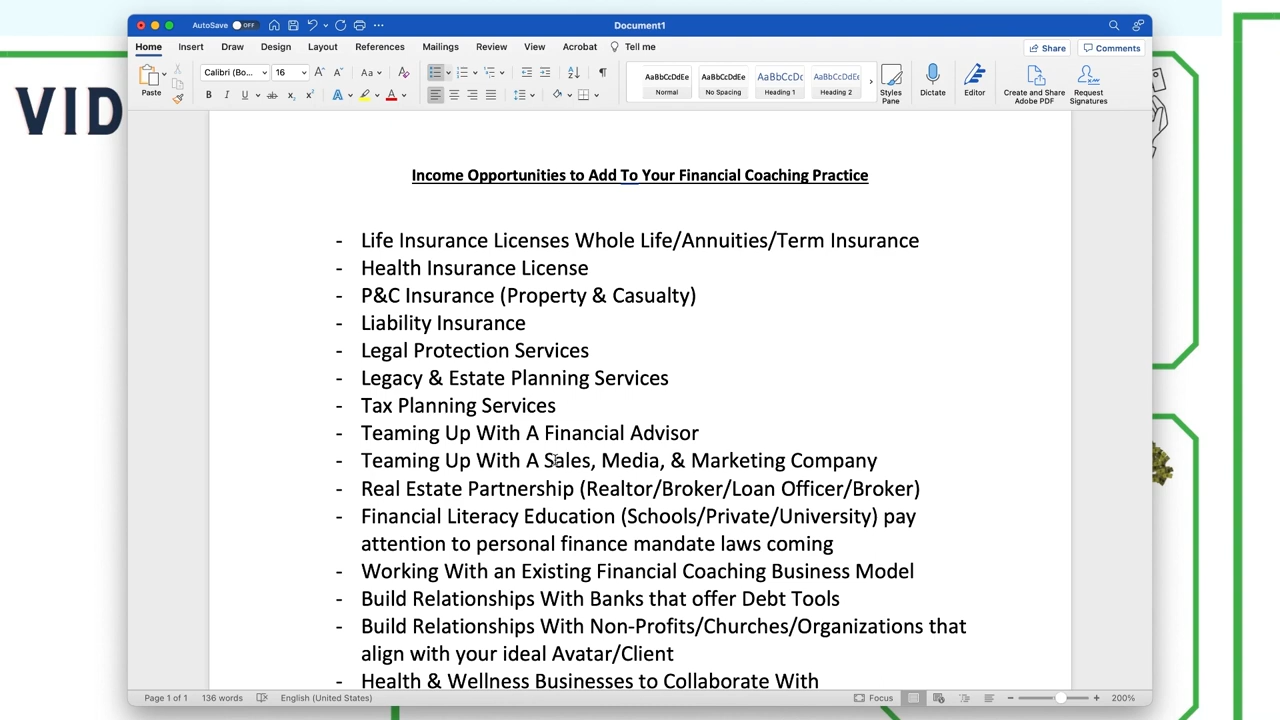 AutoSave OFF
Document1
Home Insert Draw Design Layout References Mailings Review View Acrobat Tell me
Share Comments
Paste
Calibri (Bo... 16
AaBbCcDdEe AaBbCcDdEe AaBbCcDc AaBbCcDdEe
Normal No Spacing Heading 1 Heading 2
Styles Pane
Dictate
Editor
Create and Share Adobe PDF
Request Signatures
VID
Income Opportunities to Add To Your Financial Coaching Practice
- Life Insurance Licenses Whole Life/Annuities/Term Insurance
- Health Insurance License
- P&C Insurance (Property & Casualty)
- Liability Insurance
- Legal Protection Services
- Legacy & Estate Planning Services
- Tax Planning Services
- Teaming Up With A Financial Advisor
- Teaming Up With A Sales, Media, & Marketing Company
- Real Estate Partnership (Realtor/Broker/Loan Officer/Broker)
- Financial Literacy Education (Schools/Private/University) pay
attention to personal finance mandate laws coming
- Working With an Existing Financial Coaching Business Model
- Build Relationships With Banks that offer Debt Tools
- Build Relationships With Non-Profits/Churches/Organizations that
align with your ideal Avatar/Client
- Health & Wellness Businesses to Collaborate With
Page 1 of 1 136 words English (United States) Focus 200%